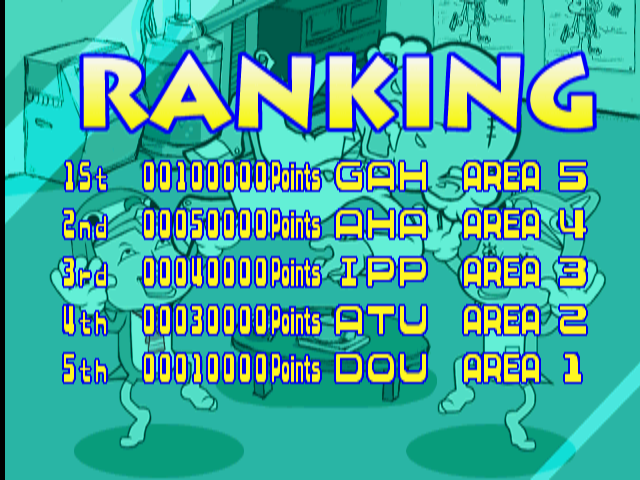 RANKING
1st 00100000Points GAH AREA 5
2nd 00050000Points AHA AREA 4
3rd 00040000Points IPP AREA 3
4th 00030000Points ATU AREA 2
5th 00010000Points DOU AREA 1